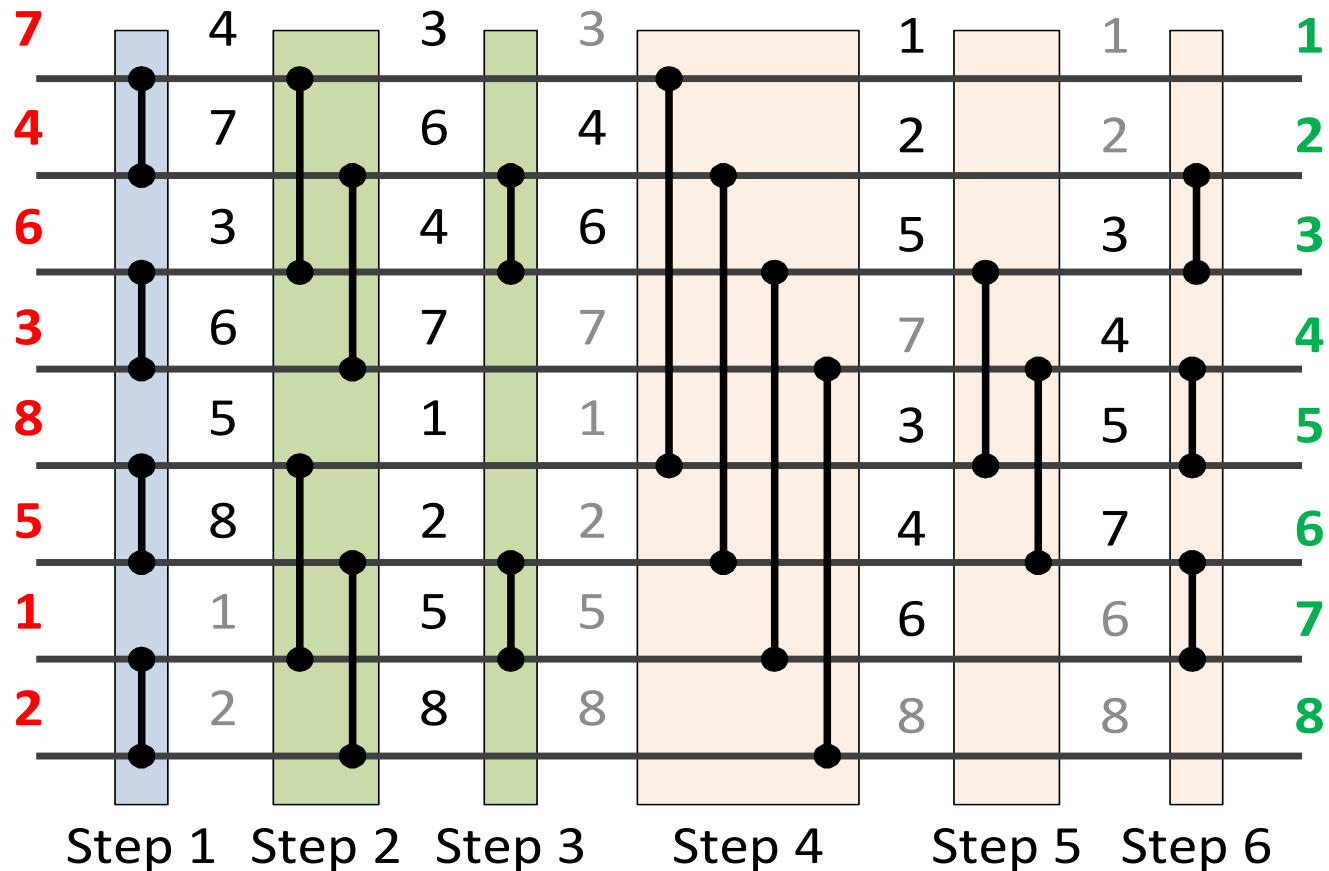 7 4 3 3 1 1 1
4 7 6 4 2 2 2
6 3 4 6 5 3 3
3 6 7 7 7 4 4
8 5 1 1 3 5 5
5 8 2 2 4 7 6
1 1 5 5 6 6 7
2 2 8 8 8 8 8
Step 1 Step 2 Step 3 Step 4 Step 5 Step 6